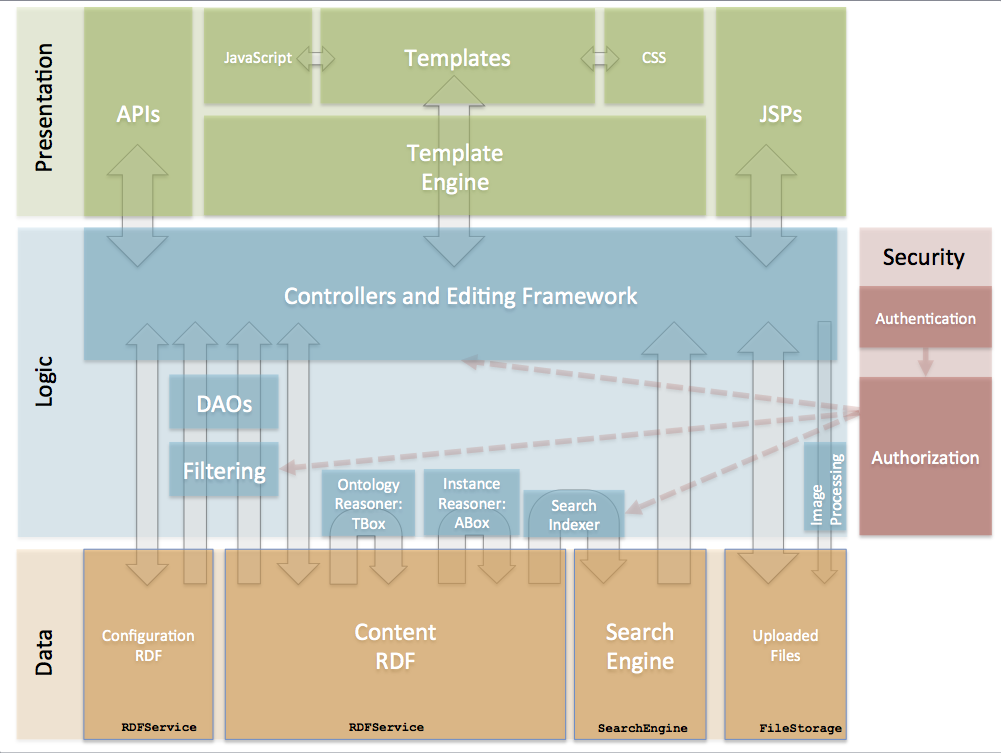 Presentation
APIs
JavaScript
Templates
CSS
JSPs
Template
Engine
Logic
Controllers and Editing Framework
DAOs
Filtering
Ontology
Reasoner:
TBox
Instance
Reasoner:
ABox
Search
Indexer
Image
Processing
Security
Authentication
Authorization
Data
Configuration
RDF
RDFService
Content
RDF
RDFService
Search
Engine
SearchEngine
Uploaded
Files
FileStorage